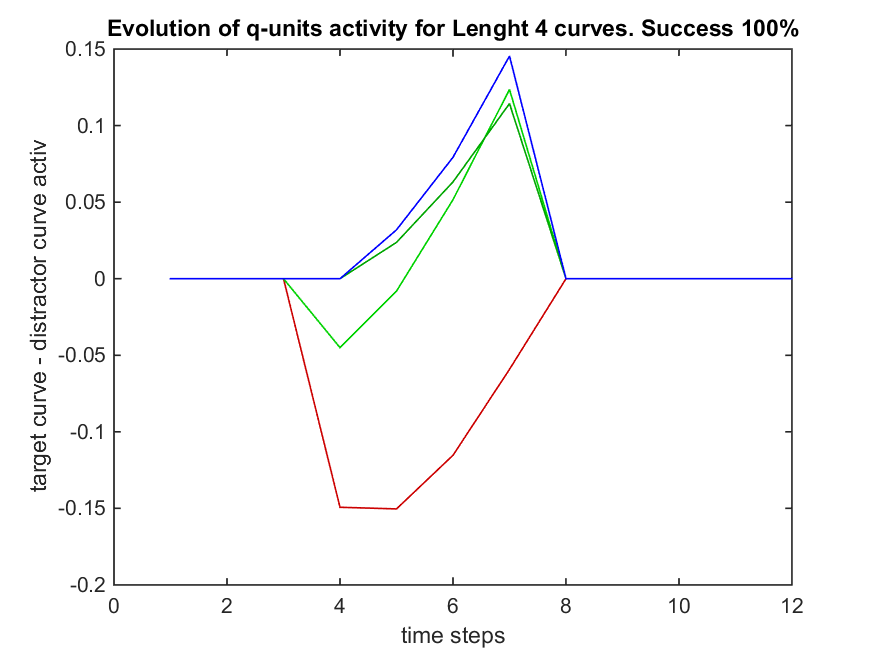 Evolution of q-units activity for Lenght 4 curves. Success 100%
target curve - distractor curve activ
0.15
0.1
0.05
0
-0.05
-0.1
-0.15
-0.2
0 2 4 6 8 10 12
time steps